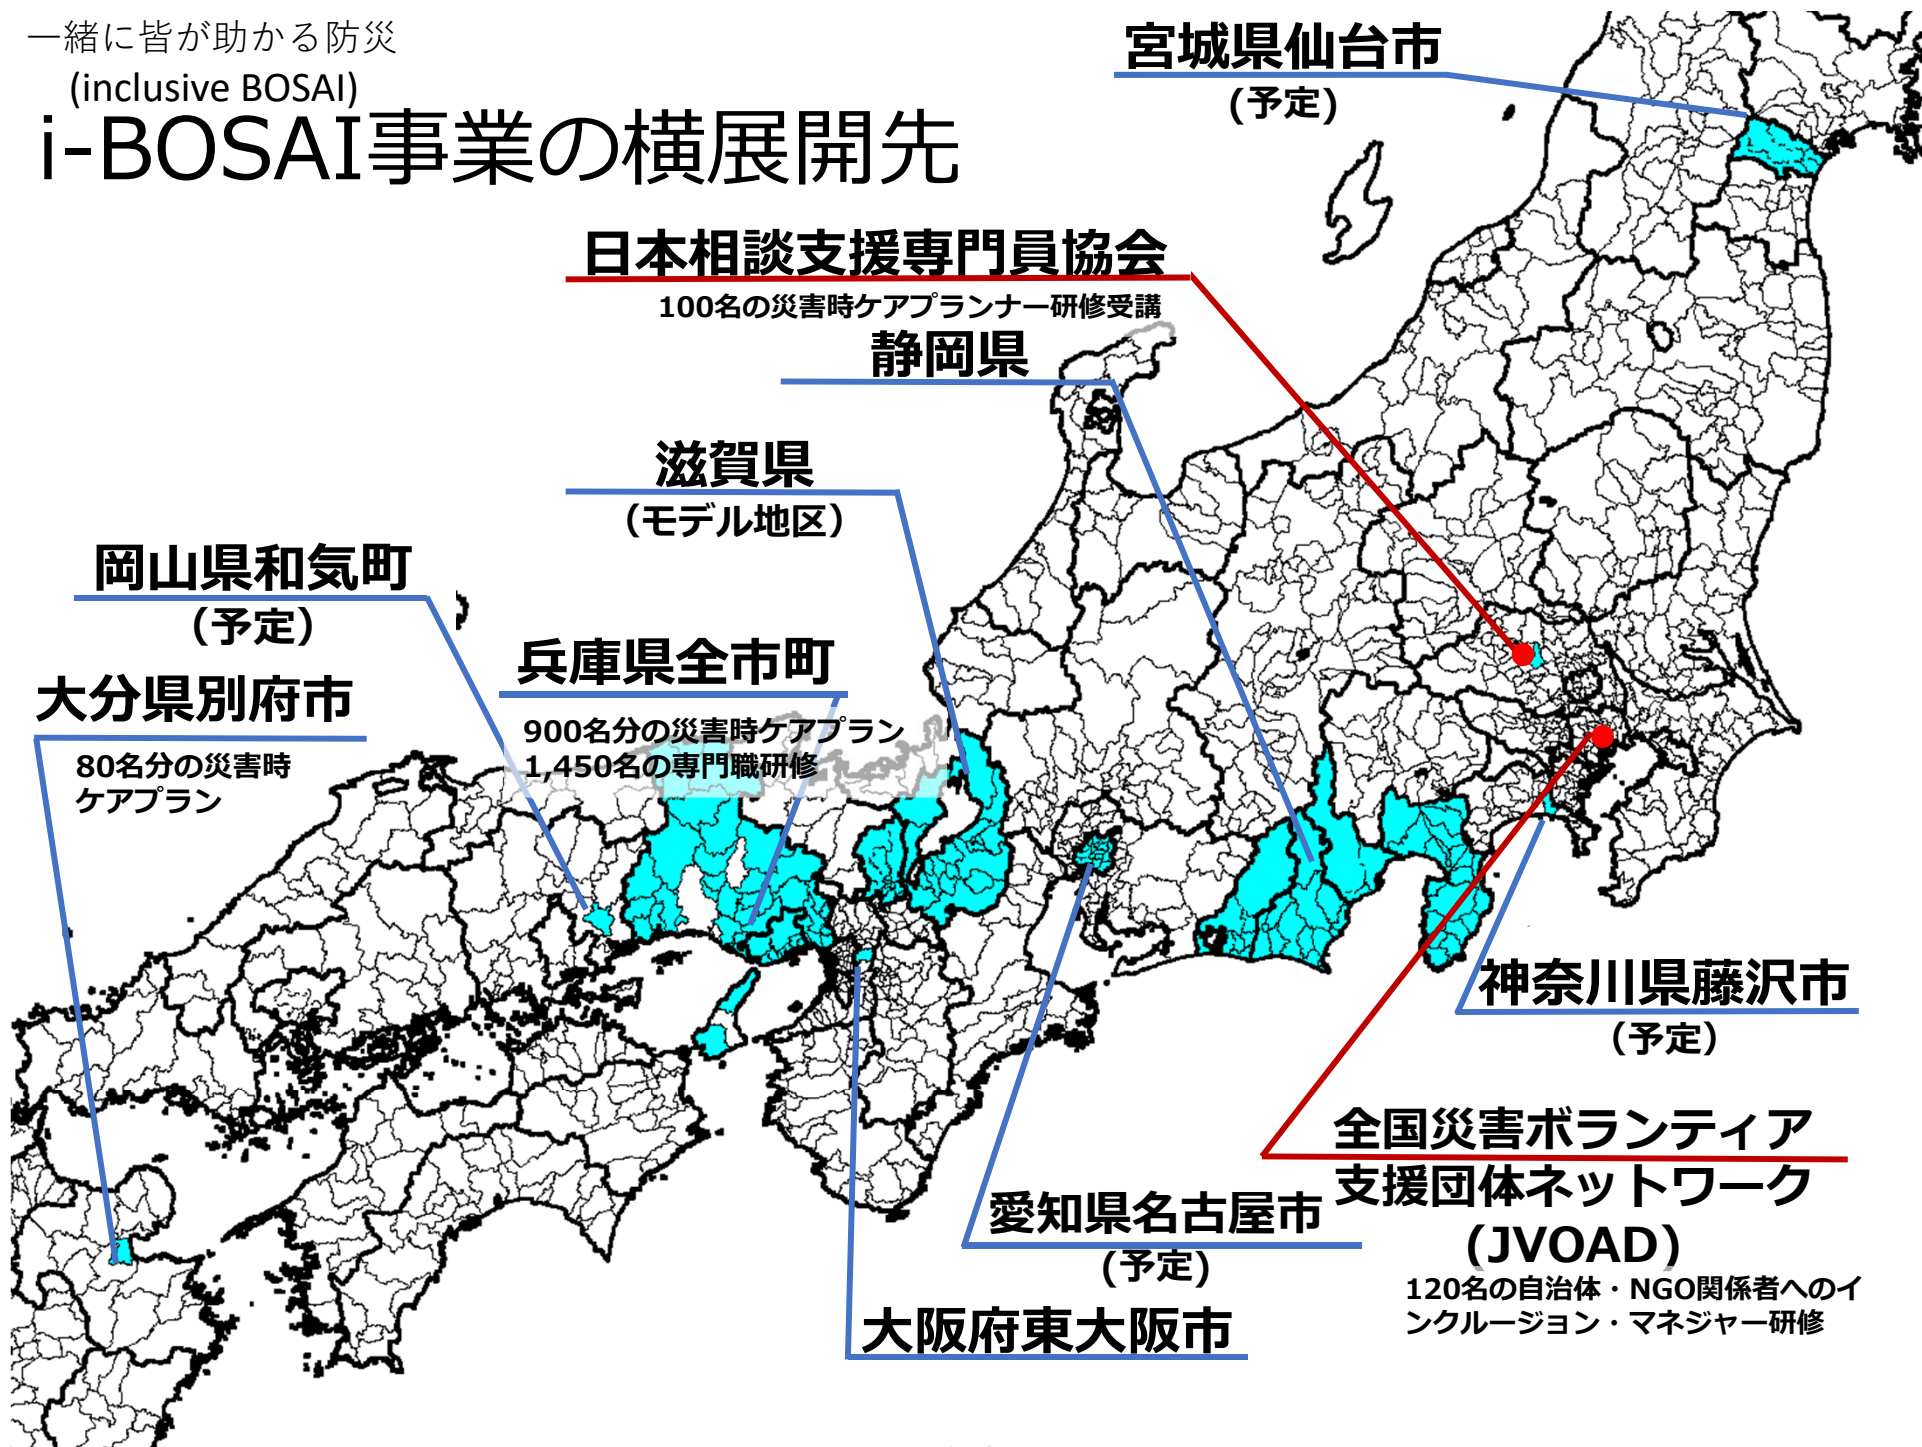 一緒に皆が助かる防災
(inclusive BOSAI)
i-BOSAI事業の横展開先
宮城県仙台市
(予定)
日本相談支援専門員協会
100名の災害時ケアプランナー研修受講
静岡県
滋賀県
(モデル地区)
岡山県和気町
(予定)
兵庫県全市町
900名分の災害時ケアプラン
1,450名の専門職研修
大分県別府市
80名分の災害時
ケアプラン
神奈川県藤沢市
(予定)
全国災害ボランティア
支援団体ネットワーク
(JVOAD)
120名の自治体・NGO関係者へのイ
ンクルージョン・マネジャー研修
愛知県名古屋市
(予定)
大阪府東大阪市